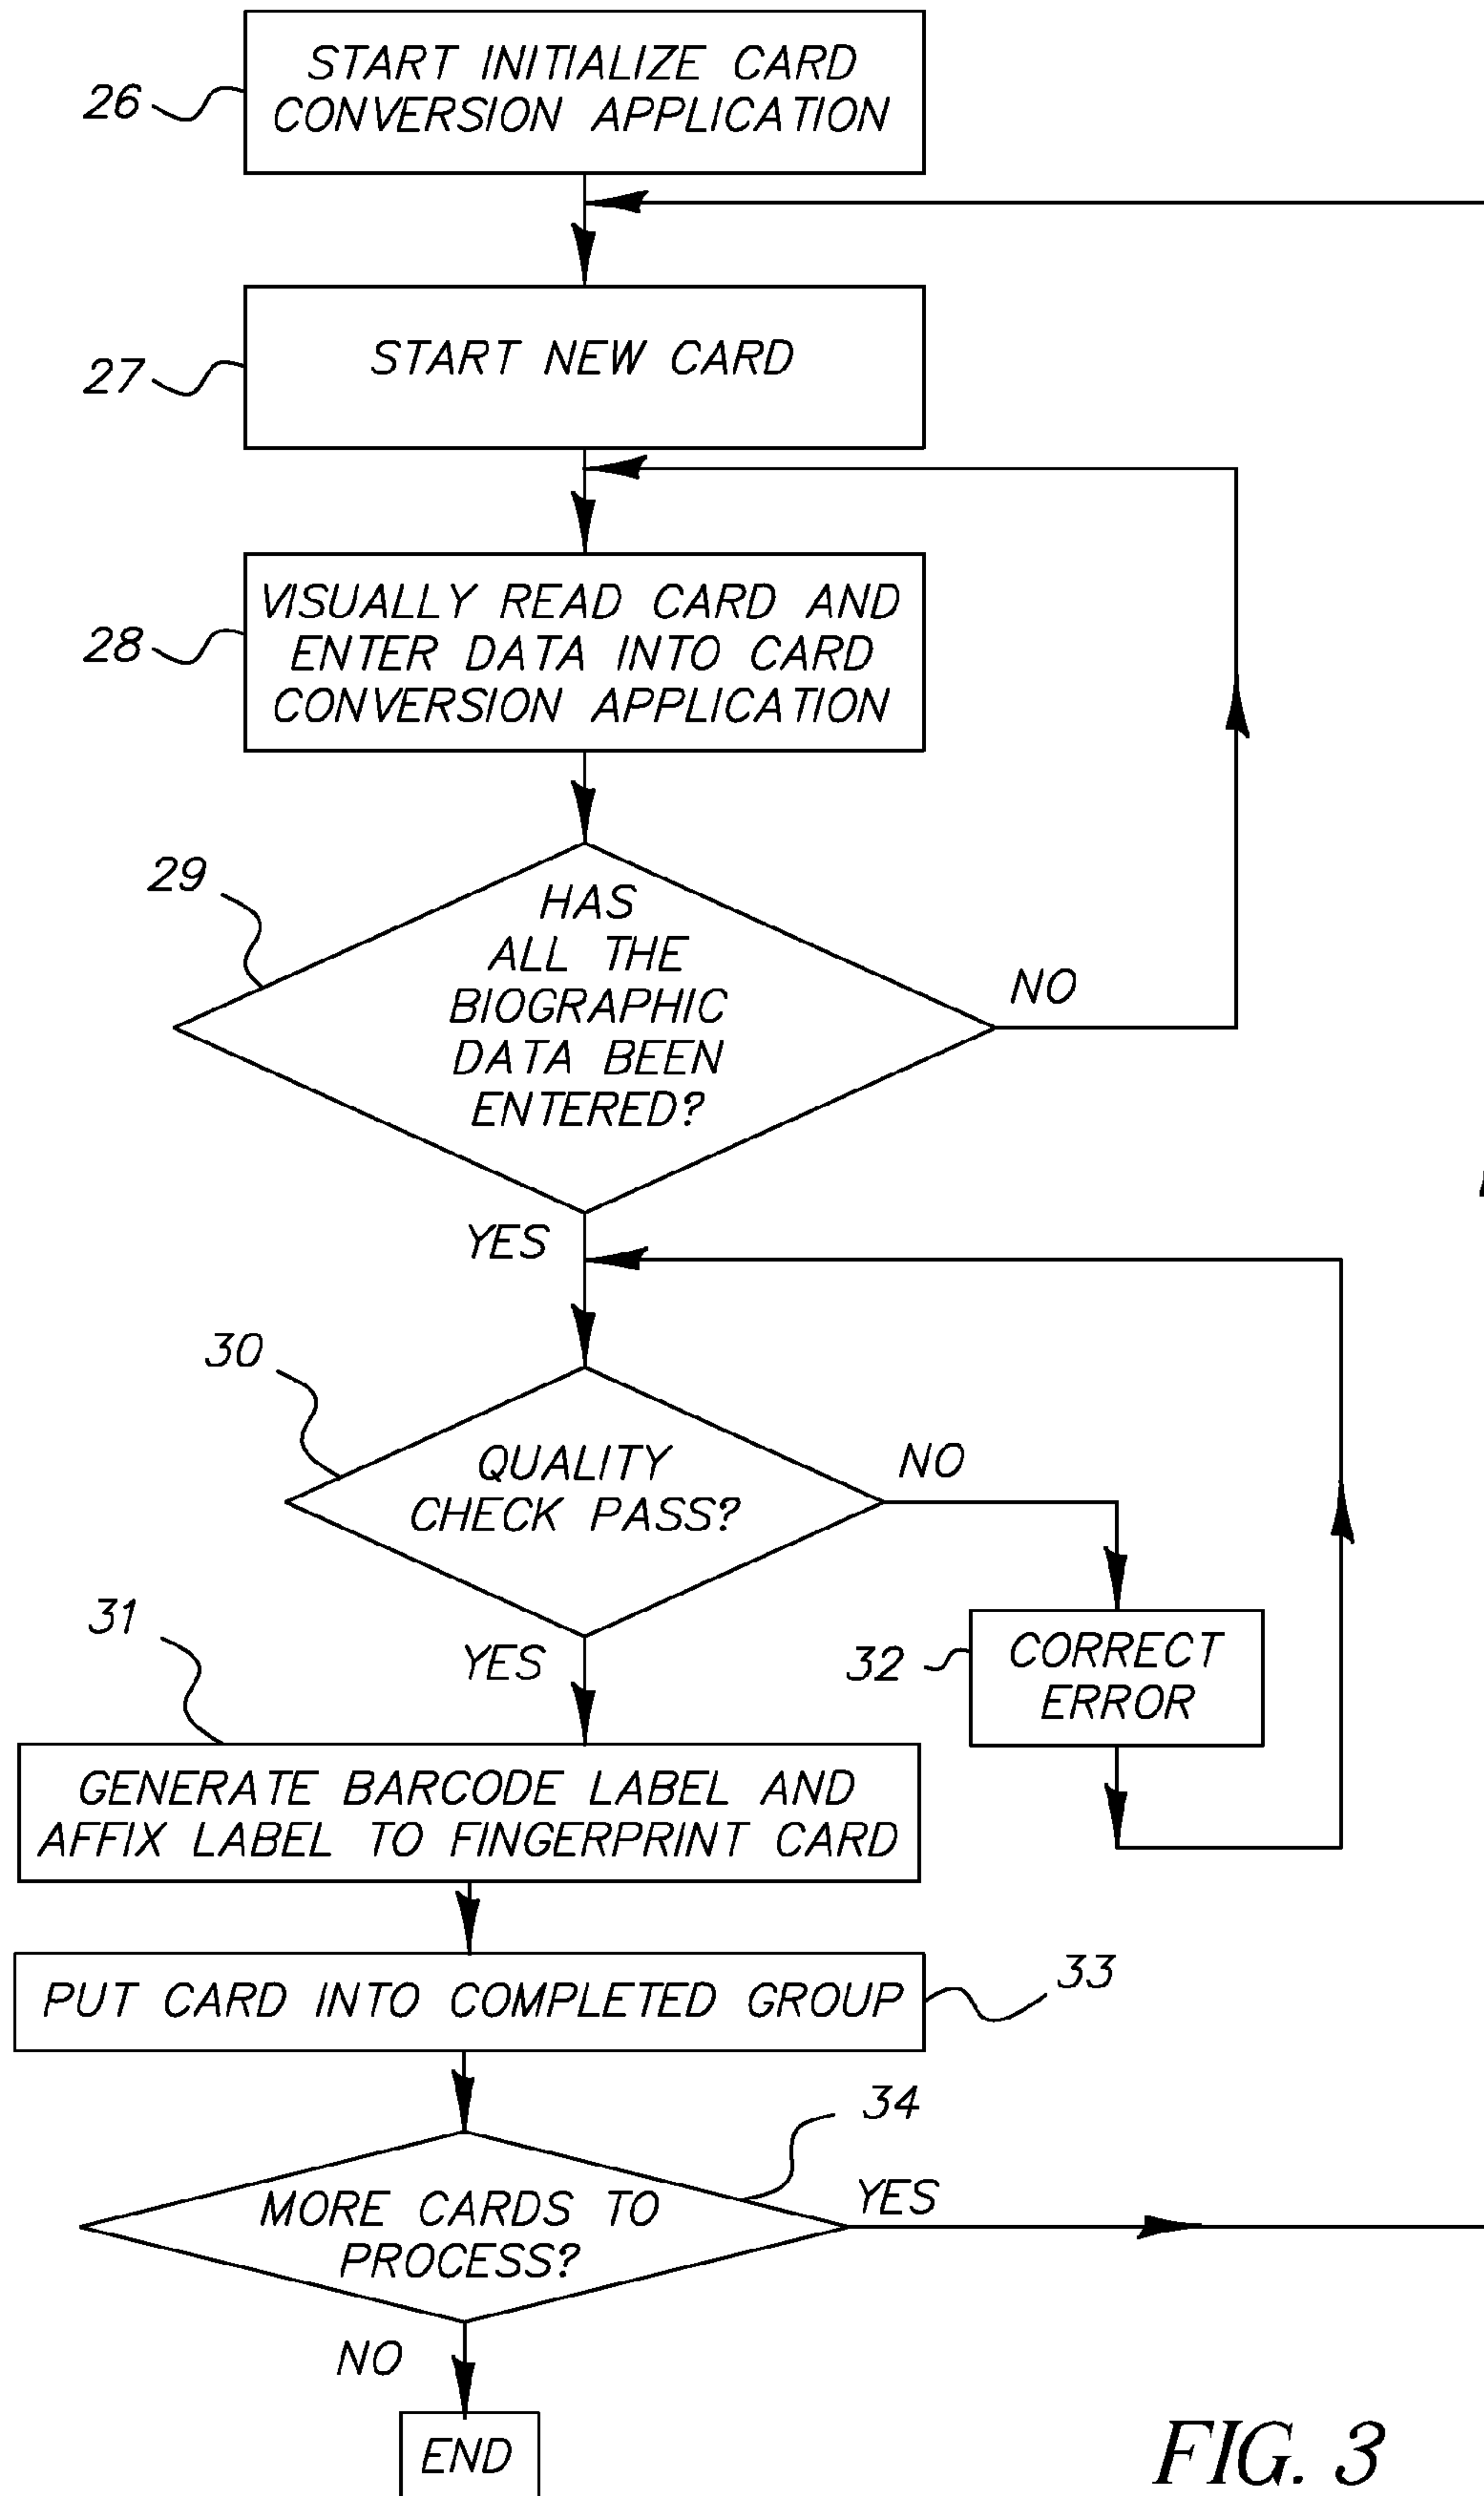 START INITIALIZE CARD
CONVERSION APPLICATION
26
START NEW CARD
27
VISUALLY READ CARD AND
ENTER DATA INTO CARD
CONVERSION APPLICATION
28
29
HAS
ALL THE
BIOGRAPHIC
DATA BEEN
ENTERED?
NO
YES
30
QUALITY
CHECK PASS?
NO
YES
31
32
CORRECT
ERROR
GENERATE BARCODE LABEL AND
AFFIX LABEL TO FINGERPRINT CARD
PUT CARD INTO COMPLETED GROUP
33
34
MORE CARDS TO
PROCESS?
YES
NO
END
FIG. 3